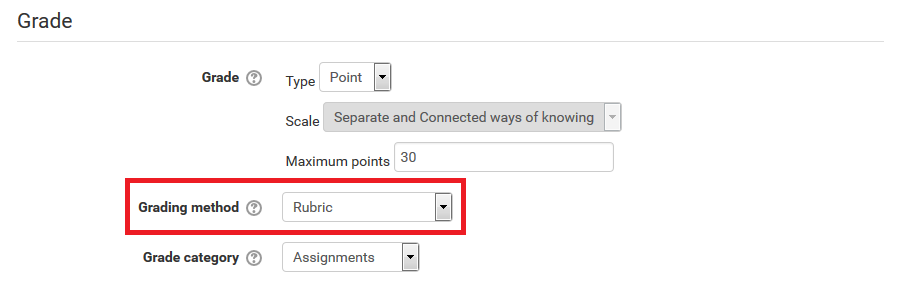 Grade
Grade Type Point
Scale Separate and Connected ways of knowing
Maximum points 30
Grading method Rubric
Grade category Assignments